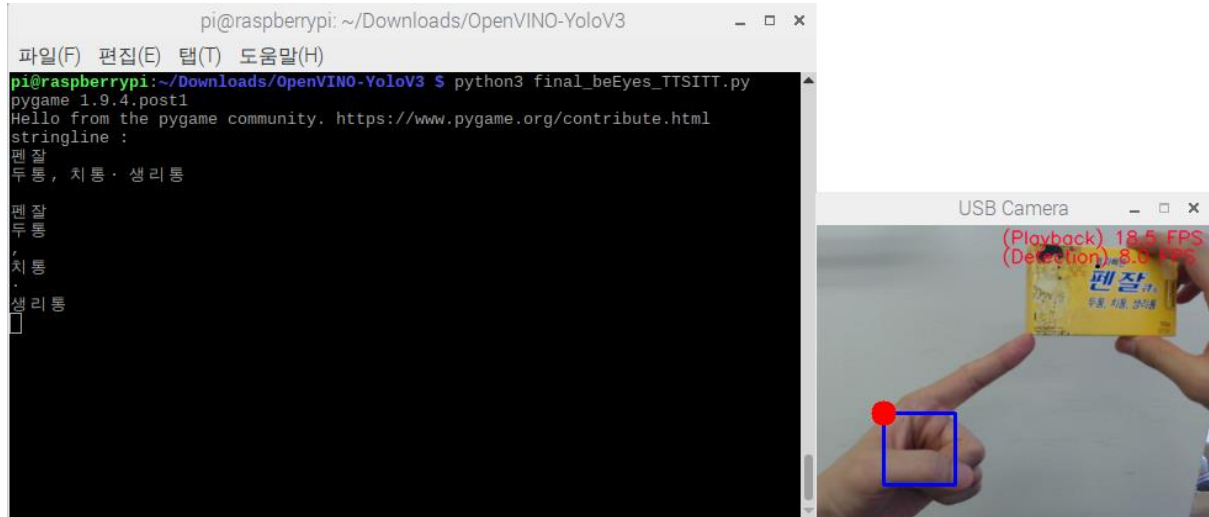 pi@raspberrypi: ~/Downloads/OpenVINO-YoloV3
파일(F) 편집(E) 탭(T) 도움말(H)
pi@raspberrypi:~/Downloads/OpenVINO-YoloV3 $ python3 final_beEyes_TTSITT.py
pygame 1.9.4.post1
Hello from the pygame community. https://www.pygame.org/contribute.html
stringline :
펜잘
두통, 치통· 생리통
펜잘
두통
,
치통
·
생리통
USB Camera
(Playback) 18.5 FPS
(Detection) 8.0 FPS
펜잘
두통, 치통, 생리통